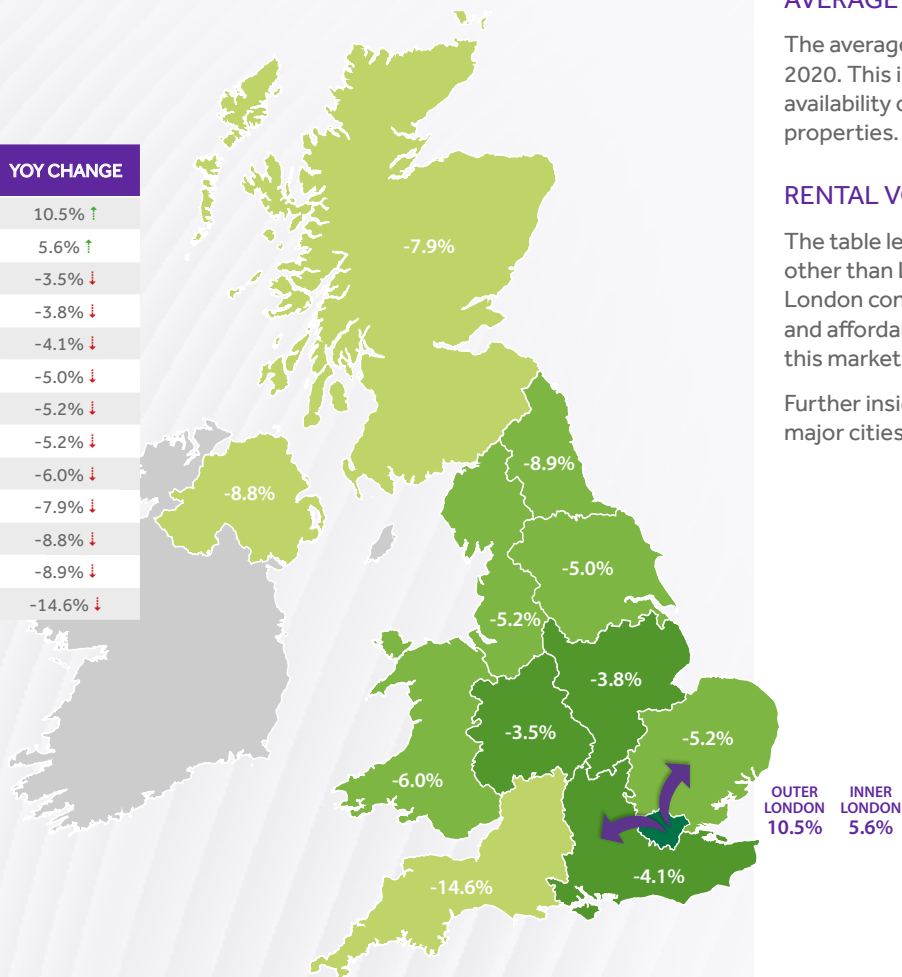 YOY CHANGE
10.5% ↑
5.6% ↑
-3.5% ↓
-3.8% ↓
-4.1% ↓
-5.0% ↓
-5.2% ↓
-5.2% ↓
-6.0% ↓
-7.9% ↓
-8.8% ↓
-8.9% ↓
-14.6% ↓
-7.9%
-8.8%
-8.9%
-5.0%
-5.2%
-3.8%
-3.5%
-5.2%
-6.0%
-4.1%
-14.6%
OUTER
LONDON
10.5%
INNER
LONDON
5.6%
AVERAGE
The average
2020. This i
availability o
properties.
RENTAL VO
The table le
other than L
London con
and affordal
this market
Further insi
major cities